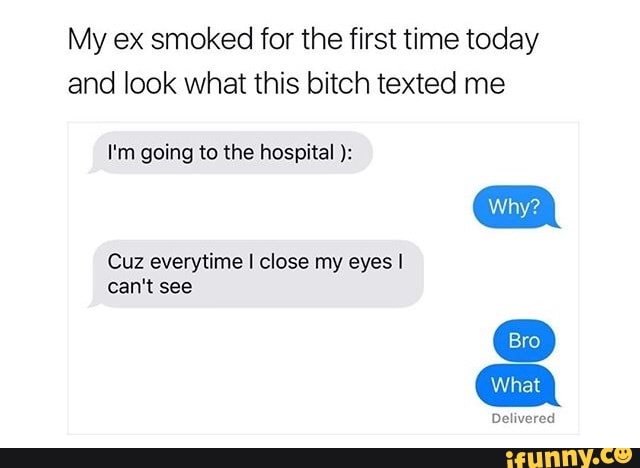 My ex smoked for the first time today
and look what this bitch texted me
I'm going to the hospital ):
Why?
Cuz everytime I close my eyes I
can't see
Bro
What
Delivered
ifunny.co